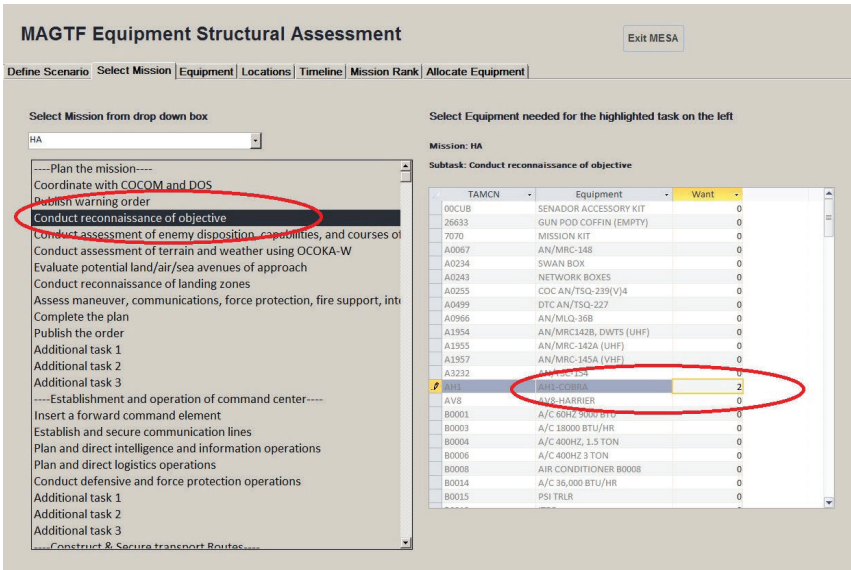 MAGTF Equipment Structural Assessment
Exit MESA
Define Scenario Select Mission Equipment Locations Timeline Mission Rank Allocate Equipment
Select Mission from drop down box
HA
----Plan the mission----
Coordinate with COCOM and DOS
Publish warning order
Conduct reconnaissance of objective
Conduct assessment of enemy disposition, capabilities, and courses of
Conduct assessment of terrain and weather using OCOKA-W
Evaluate potential land/air/sea avenues of approach
Conduct reconnaissance of landing zones
Assess maneuver, communications, force protection, fire support, inte
Complete the plan
Publish the order
Additional task 1
Additional task 2
Additional task 3
----Establishment and operation of command center----
Insert a forward command element
Establish and secure communication lines
Plan and direct intelligence and information operations
Plan and direct logistics operations
Conduct defensive and force protection operations
Additional task 1
Additional task 2
Additional task 3
----Construct & Secure transport Routes----
Select Equipment needed for the highlighted task on the left
Mission: HA
Subtask: Conduct reconnaissance of objective
TAMCN Equipment Want
00CUB SENADOR ACCESSORY KIT 0
26633 GUN POD COFFIN (EMPTY) 0
7070 MISSION KIT 0
A0067 AN/MRC-148 0
A0234 SWAN BOX 0
A0243 NETWORK BOXES 0
A0255 COC AN/TSQ-239(V)4 0
A0499 DTC AN/TSQ-227 0
A0966 AN/MLQ-36B 0
A1954 AN/MRC142B, DWTS (UHF) 0
A1955 AN/MRC-142A (UHF) 0
A1957 AN/MRC-145A (VHF) 0
A3232 AN/TSC-154 0
AH1 AH1-COBRA 2
AV8 AV8-HARRIER 0
B0001 A/C 60HZ 9000 BTU 0
B0003 A/C 18000 BTU/HR 0
B0004 A/C 400HZ, 1.5 TON 0
B0006 A/C 400HZ 3 TON 0
B0008 AIR CONDITIONER B0008 0
B0014 A/C 36,000 BTU/HR 0
B0015 PSI TRLR 0